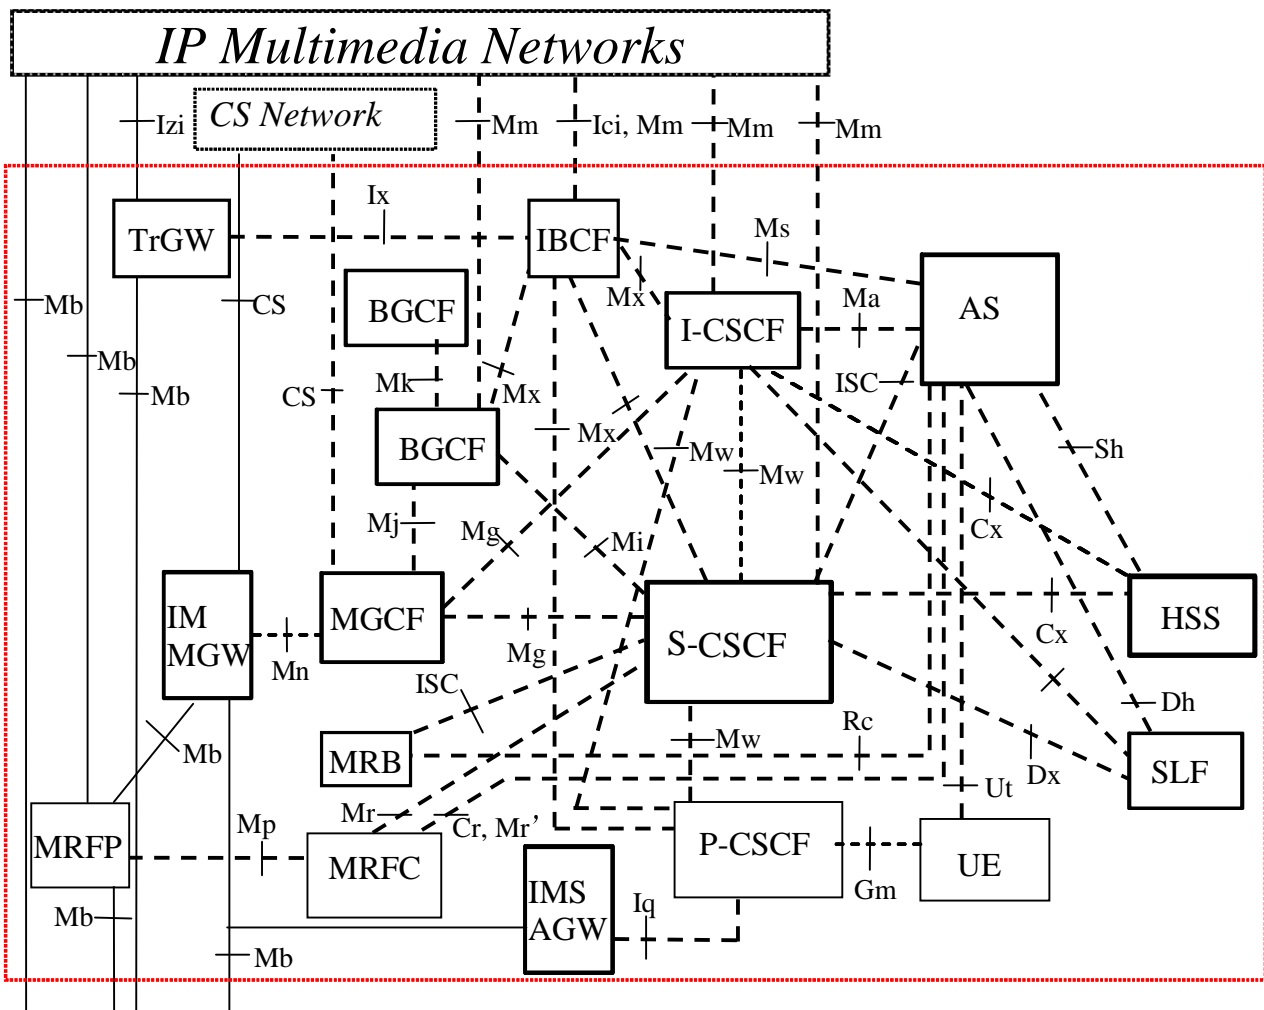 IP Multimedia Networks
CS Network
Izi
Mm
Ici, Mm
Mm
Mm
Ix
Ms
TrGW
IBCF
Mb
CS
BGCF
Mx
I-CSCF
Ma
AS
Mb
Mb
CS
Mk
Mx
ISC
BGCF
Mx
Mw
Mw
Sh
Mj
Mg
Mi
Cx
IM
MGW
MGCF
S-CSCF
HSS
Mn
Mg
Cx
ISC
Mb
MRB
Mw
Rc
Dh
Dx
SLF
Mr
Cr, Mr’
Ut
MRFP
Mp
MRFC
P-CSCF
Gm
UE
IMS
AGW
Iq
Mb
Mb